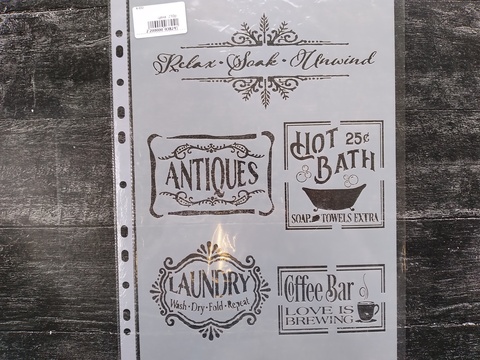 Relax • Soak • Unwind
ANTIQUES
HOT 25¢
BATH
SOAP TOWELS EXTRA
LAUNDRY
Wash • Dry • Fold • Repeat
Coffee Bar
LOVE IS
BREWING